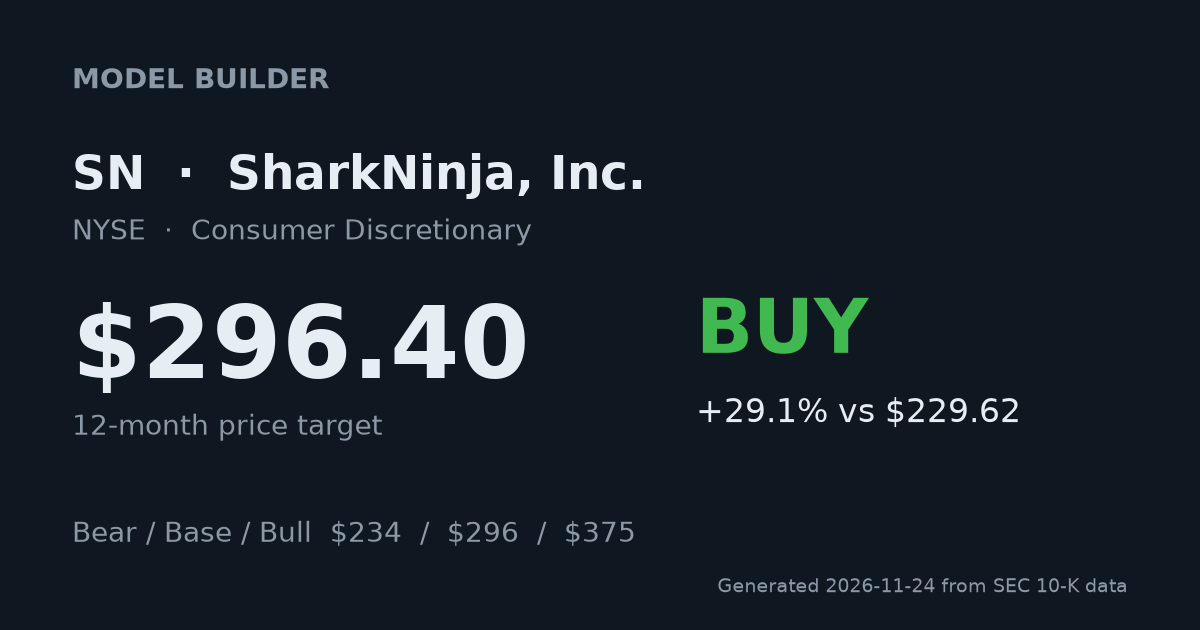 MODEL BUILDER
SN · SharkNinja, Inc.
NYSE · Consumer Discretionary
$296.40
12-month price target
BUY
+29.1% vs $229.62
Bear / Base / Bull $234 / $296 / $375
Generated 2026-11-24 from SEC 10-K data